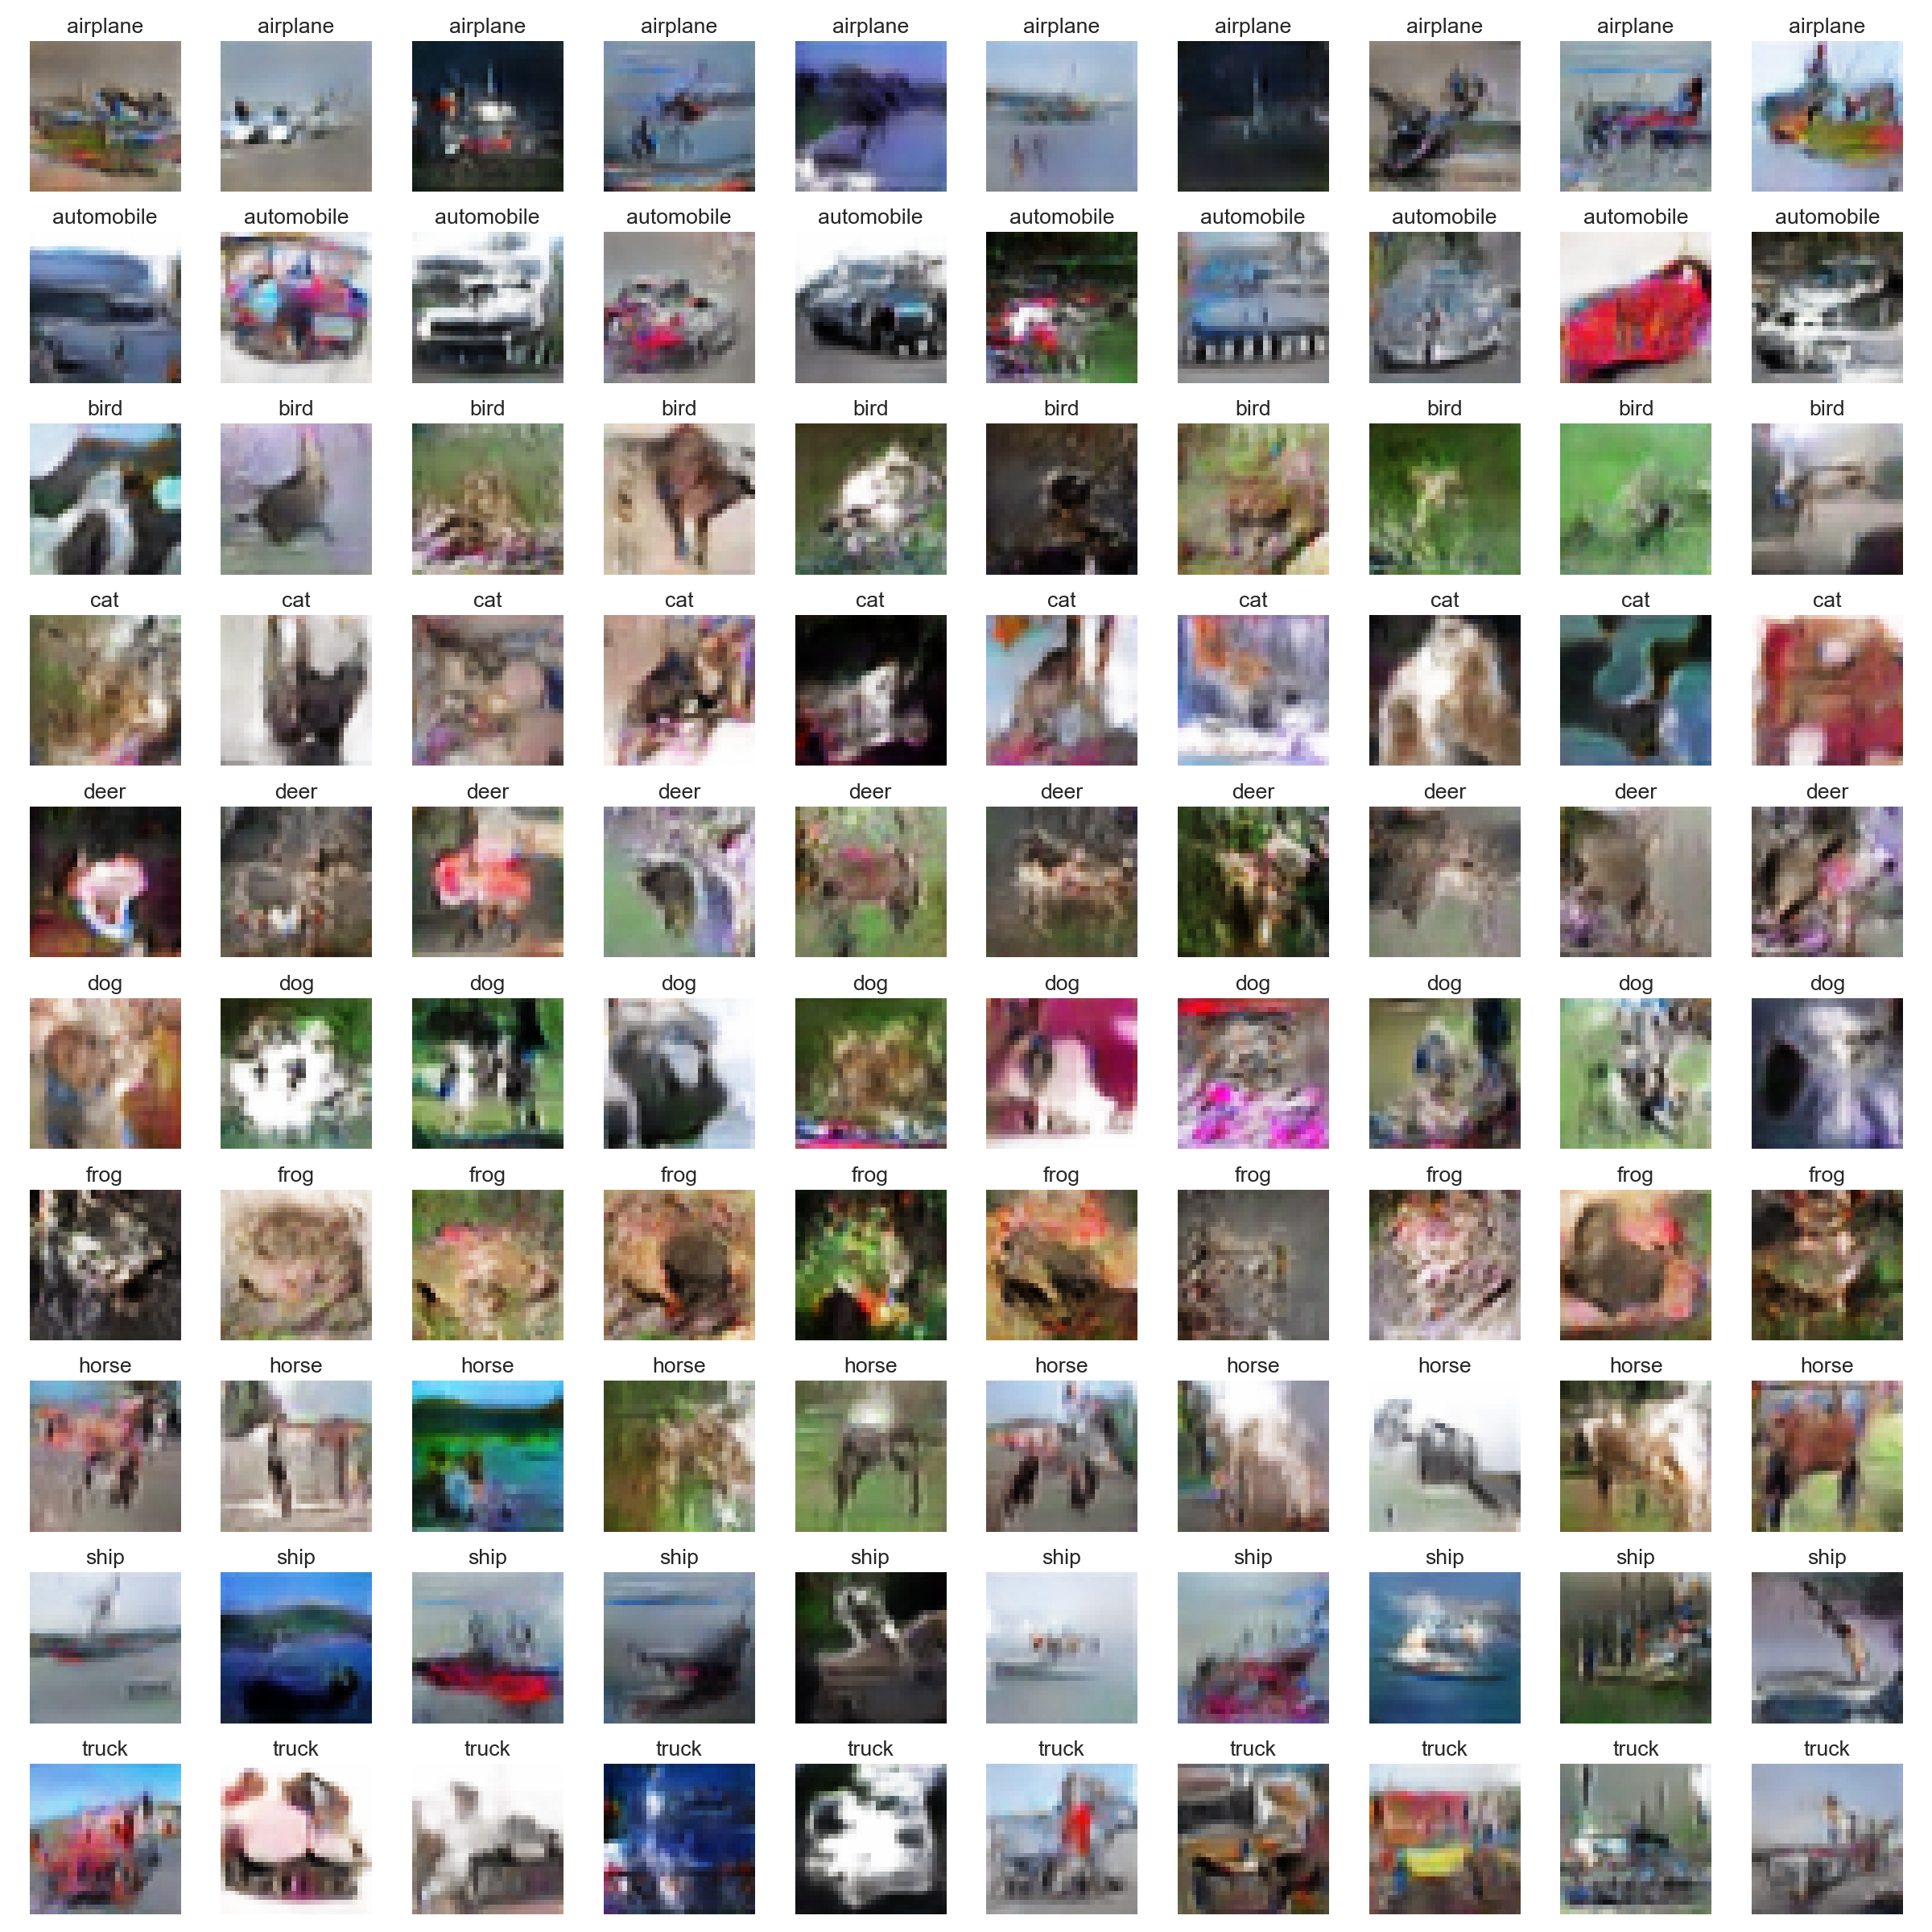 airplane airplane airplane airplane airplane airplane airplane airplane airplane airplane
automobile automobile automobile automobile automobile automobile automobile automobile automobile automobile
bird bird bird bird bird bird bird bird bird bird
cat cat cat cat cat cat cat cat cat cat
deer deer deer deer deer deer deer deer deer deer
dog dog dog dog dog dog dog dog dog dog
frog frog frog frog frog frog frog frog frog frog
horse horse horse horse horse horse horse horse horse horse
ship ship ship ship ship ship ship ship ship ship
truck truck truck truck truck truck truck truck truck truck